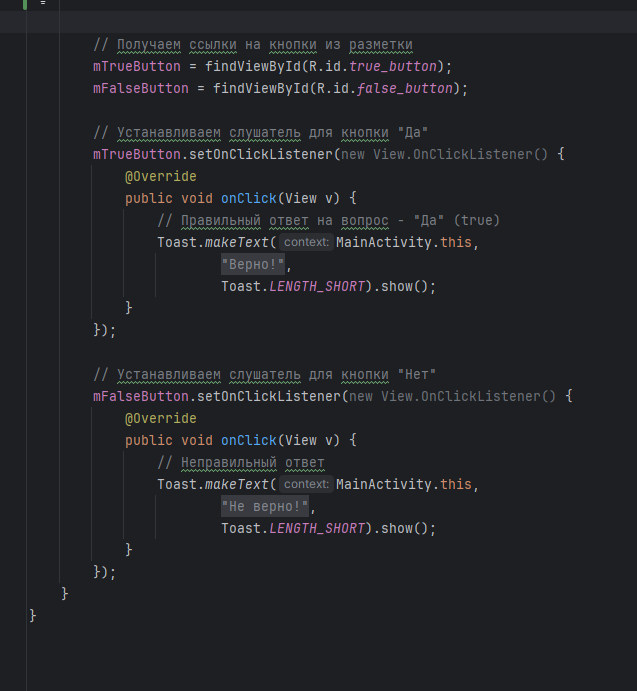 // Получаем ссылки на кнопки из разметки
mTrueButton = findViewById(R.id.true_button);
mFalseButton = findViewById(R.id.false_button);
// Устанавливаем слушатель для кнопки "Да"
mTrueButton.setOnClickListener(new View.OnClickListener() {
@Override
public void onClick(View v) {
// Правильный ответ на вопрос - "Да" (true)
Toast.makeText( context: MainActivity.this,
"Верно!",
Toast.LENGTH_SHORT).show();
}
});
// Устанавливаем слушатель для кнопки "Нет"
mFalseButton.setOnClickListener(new View.OnClickListener() {
@Override
public void onClick(View v) {
// Неправильный ответ
Toast.makeText( context: MainActivity.this,
"Не верно!",
Toast.LENGTH_SHORT).show();
}
});
}
}